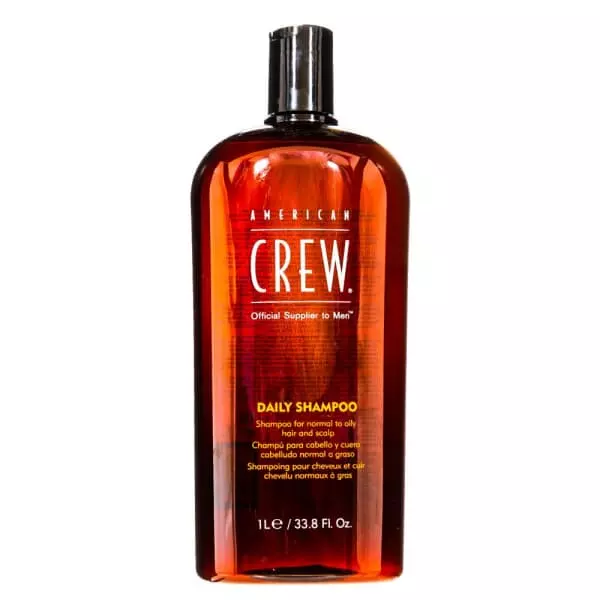 AMERICAN
CREW®
Official Supplier to Men™
DAILY SHAMPOO
Shampoo for normal to oily
hair and scalp
Champú para cabello y cuero
cabelludo normal a graso
Shampooing pour cheveux et cuir
chevelu normaux à gras
1L ℮ / 33.8 Fl. Oz.